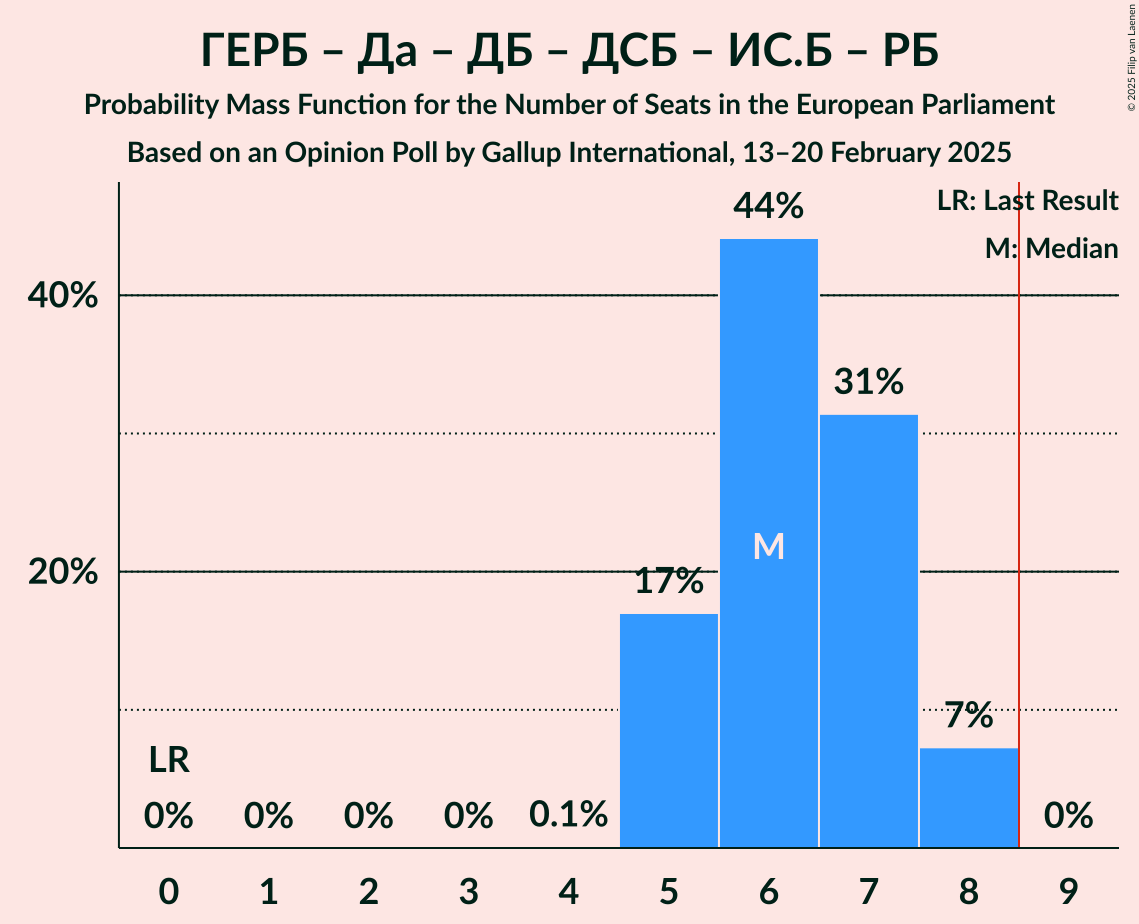 ГЕРБ – Да – ДБ – ДСБ – ИС.Б – РБ
Probability Mass Function for the Number of Seats in the European Parliament
Based on an Opinion Poll by Gallup International, 13–20 February 2025
© 2025 Filip van Laenen
LR: Last Result
M: Median
44%
40%
31%
M
20%
17%
7%
LR
0% 0% 0% 0% 0.1% 0%
0 1 2 3 4 5 6 7 8 9